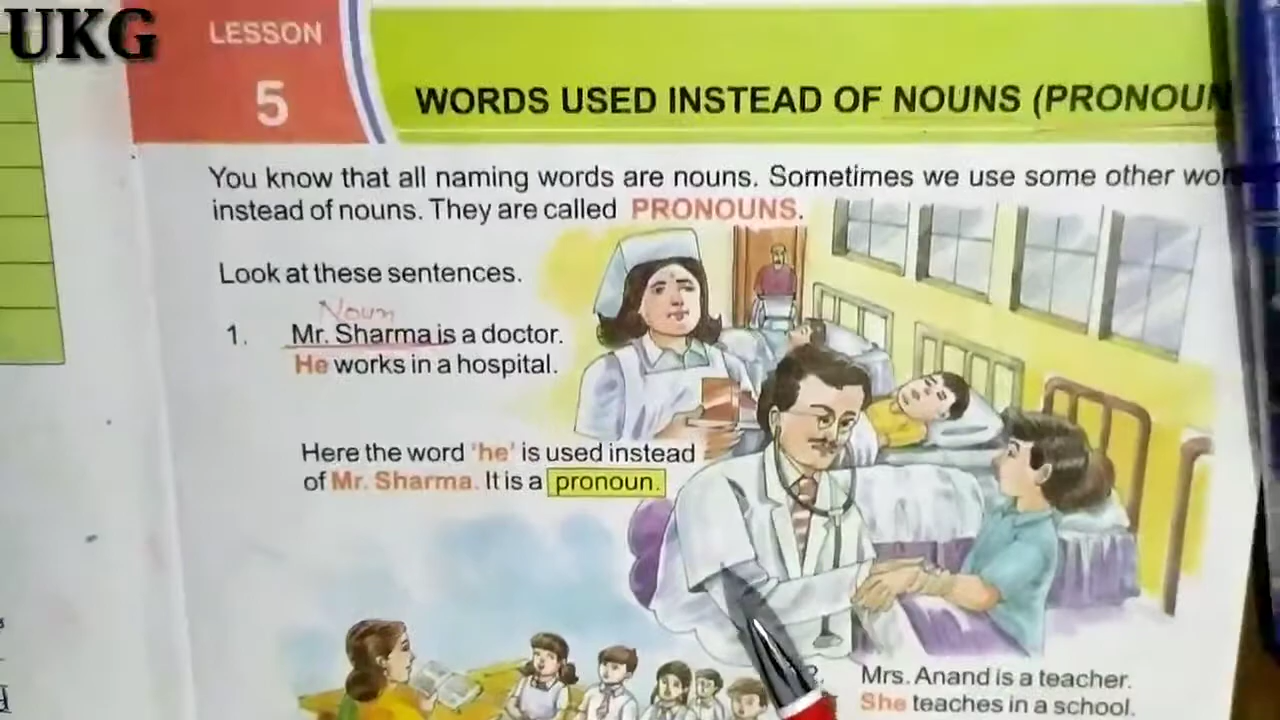 UKG
LESSON
5
WORDS USED INSTEAD OF NOUNS (PRONOUN
You know that all naming words are nouns. Sometimes we use some other
instead of nouns. They are called PRONOUNS.
Look at these sentences.
Noun
1. Mr. Sharma is a doctor.
He works in a hospital.
Here the word 'he' is used instead
of Mr. Sharma. It is a pronoun.
Mrs. Anand is a teacher.
She teaches in a school.